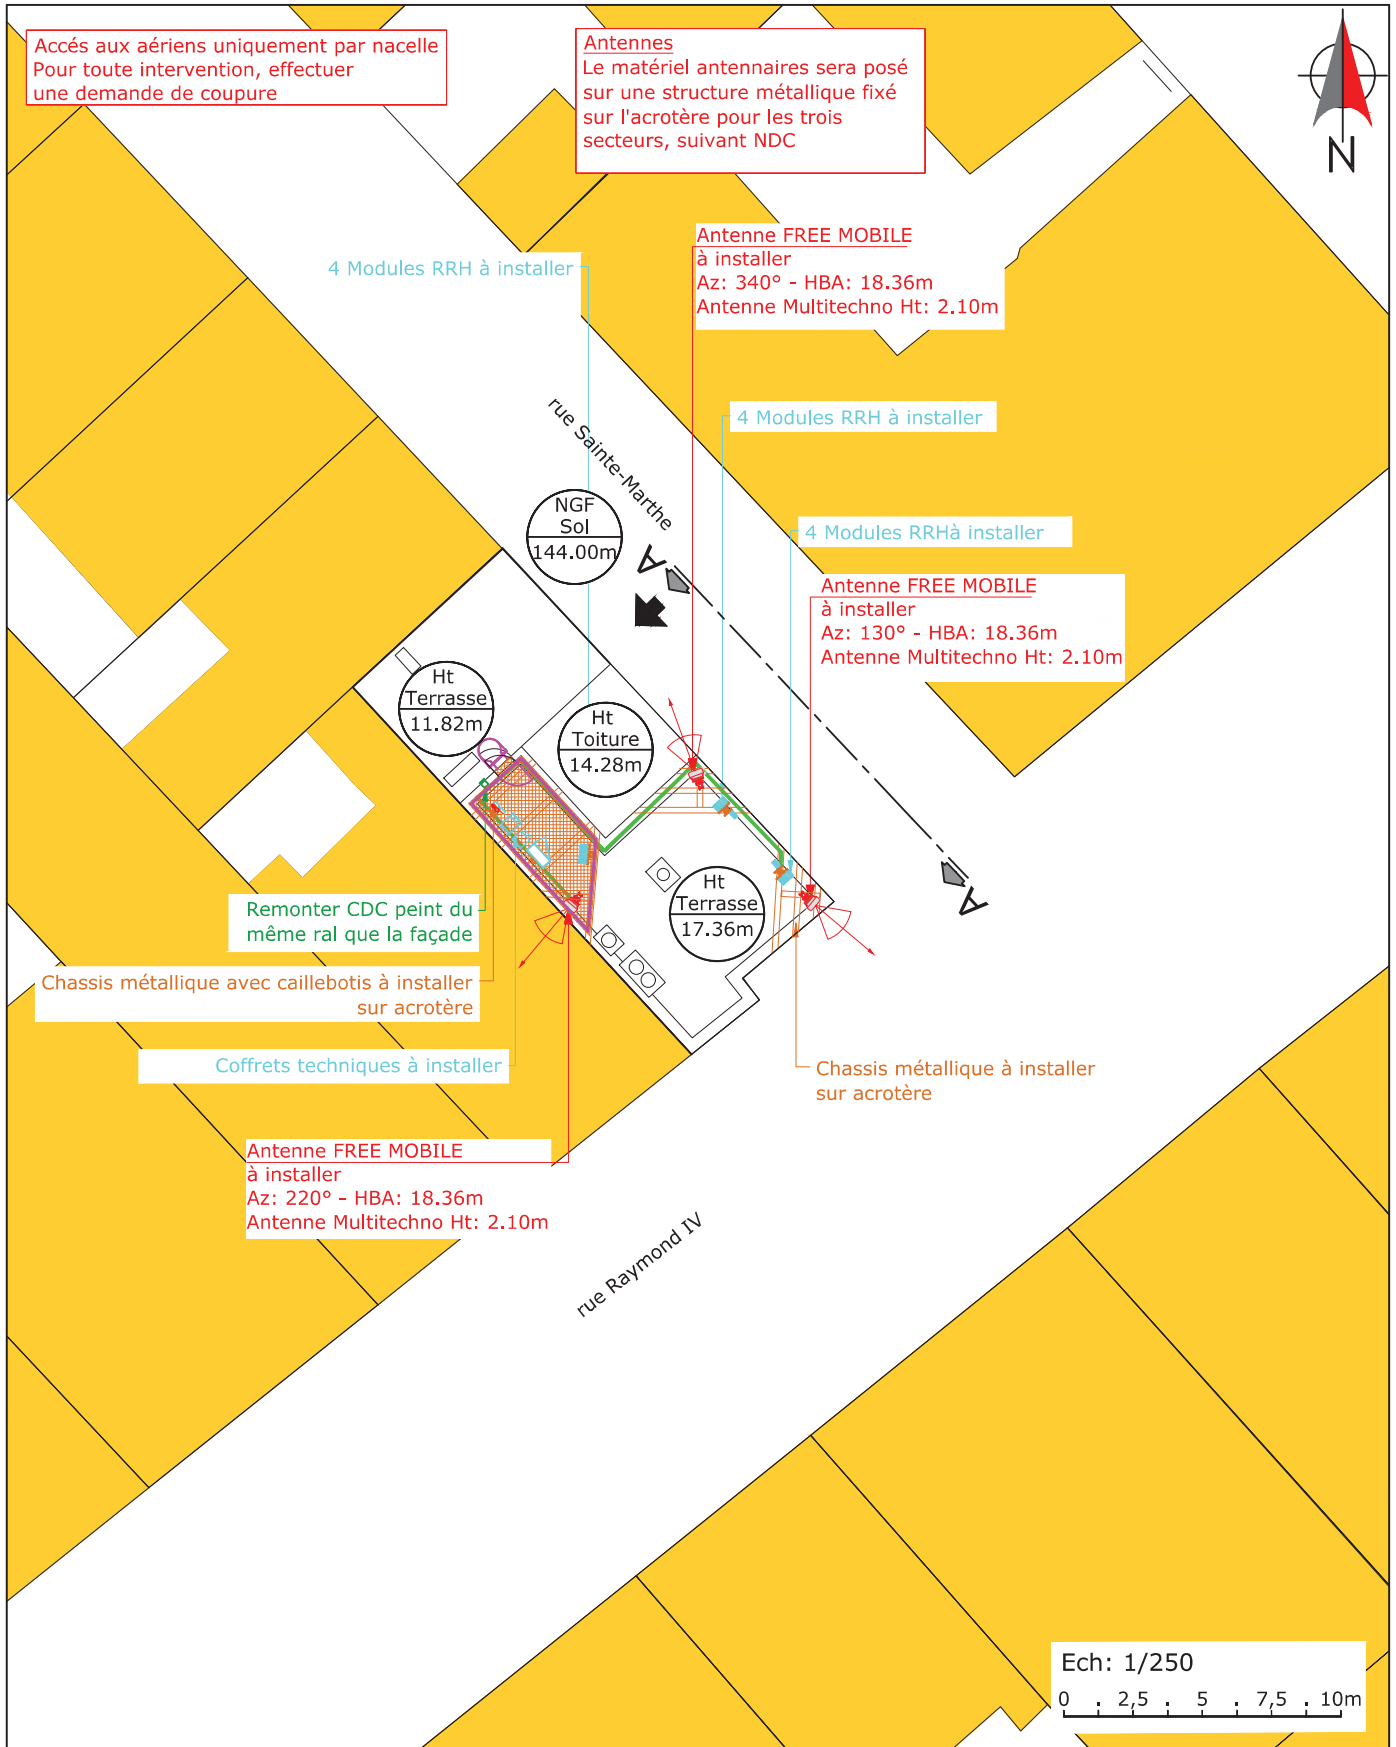 Accés aux aériens uniquement par nacelle
Pour toute intervention, effectuer
une demande de coupure
Antennes
Le matériel antennaires sera posé
sur une structure métallique fixé
sur l'acrotère pour les trois
secteurs, suivant NDC
N
Antenne FREE MOBILE
à installer
Az: 340° - HBA: 18.36m
Antenne Multitechno Ht: 2.10m
4 Modules RRH à installer
4 Modules RRH à installer
rue Sainte-Marthe
NGF
Sol
144.00m
4 Modules RRHà installer
A
Antenne FREE MOBILE
à installer
Az: 130° - HBA: 18.36m
Antenne Multitechno Ht: 2.10m
Ht
Terrasse
11.82m
Ht
Toiture
14.28m
Ht
Terrasse
17.36m
A
Remonter CDC peint du
même ral que la façade
Chassis métallique avec caillebotis à installer
sur acrotère
Coffrets techniques à installer
Chassis métallique à installer
sur acrotère
Antenne FREE MOBILE
à installer
Az: 220° - HBA: 18.36m
Antenne Multitechno Ht: 2.10m
rue Raymond IV
Ech: 1/250
0 2,5 5 7,5 10m